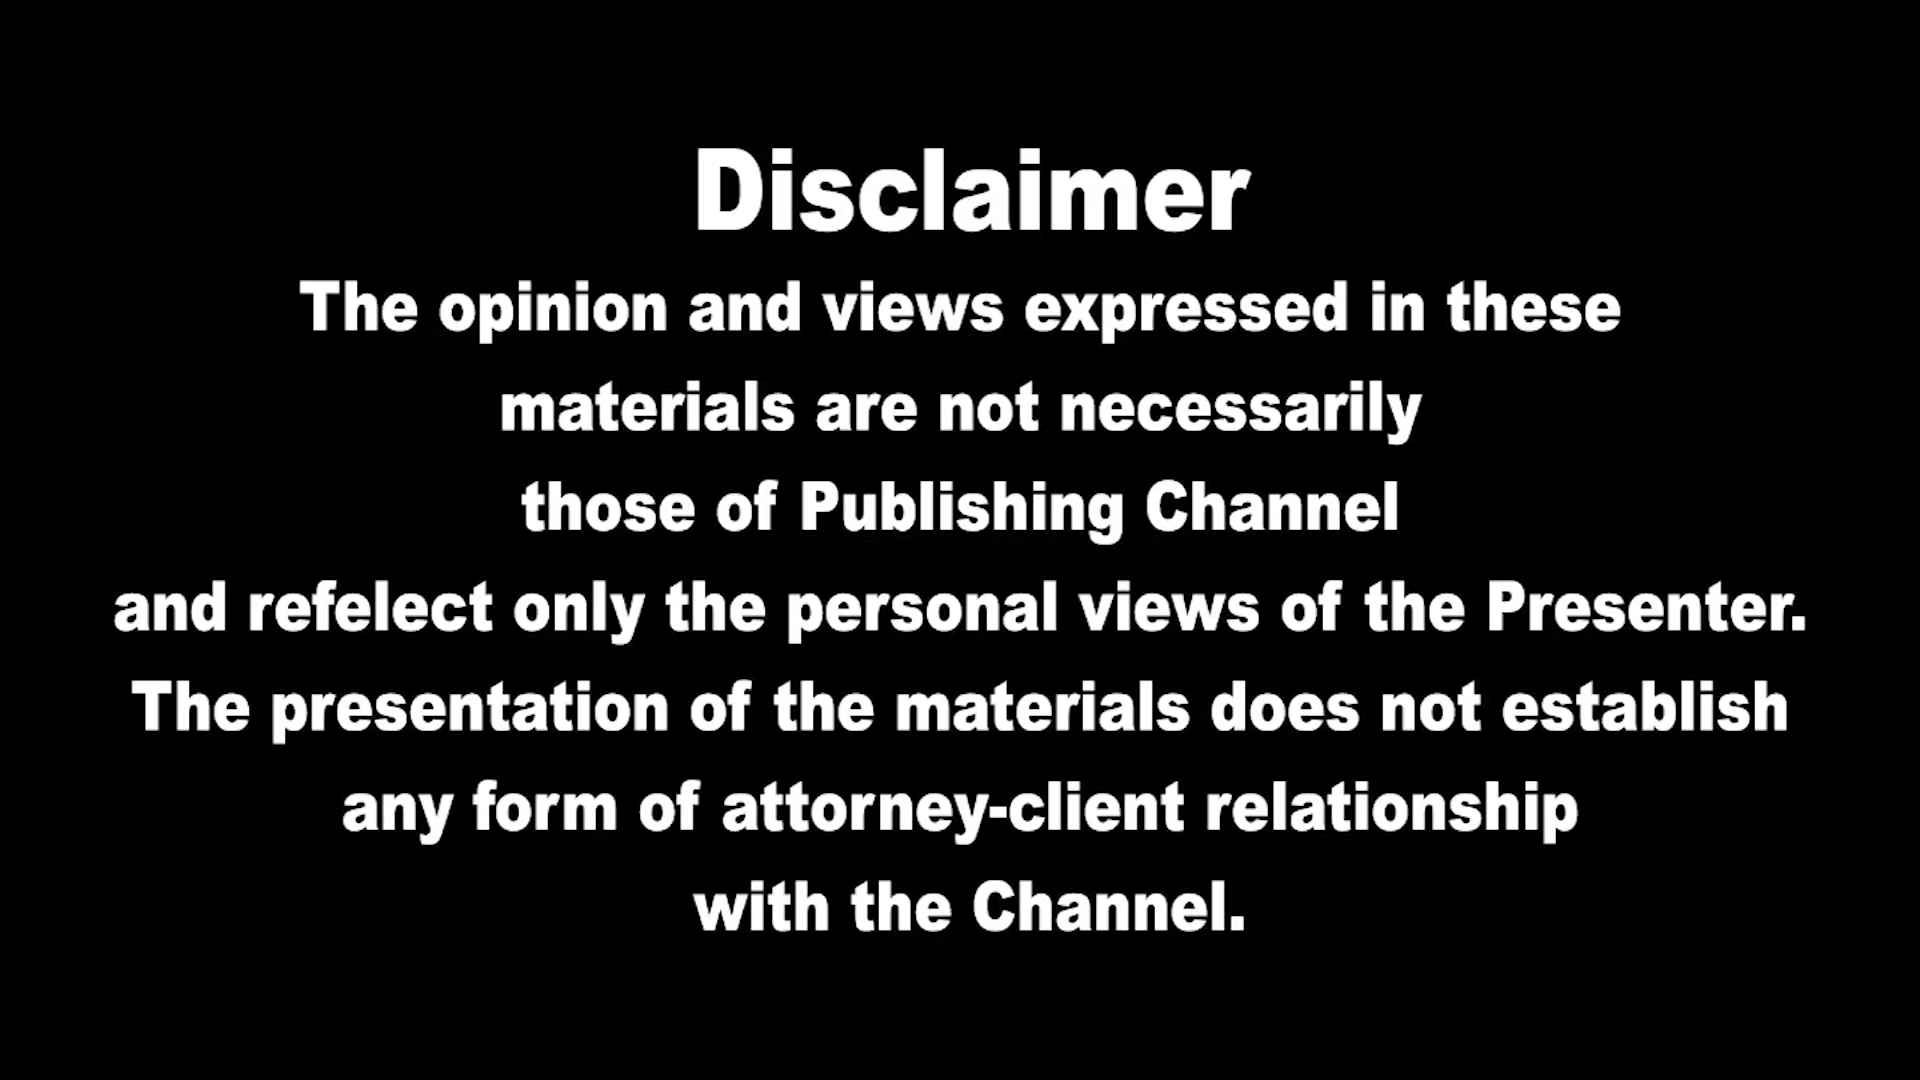 Disclaimer
The opinion and views expressed in these
materials are not necessarily
those of Publishing Channel
and refelect only the personal views of the Presenter.
The presentation of the materials does not establish
any form of attorney-client relationship
with the Channel.